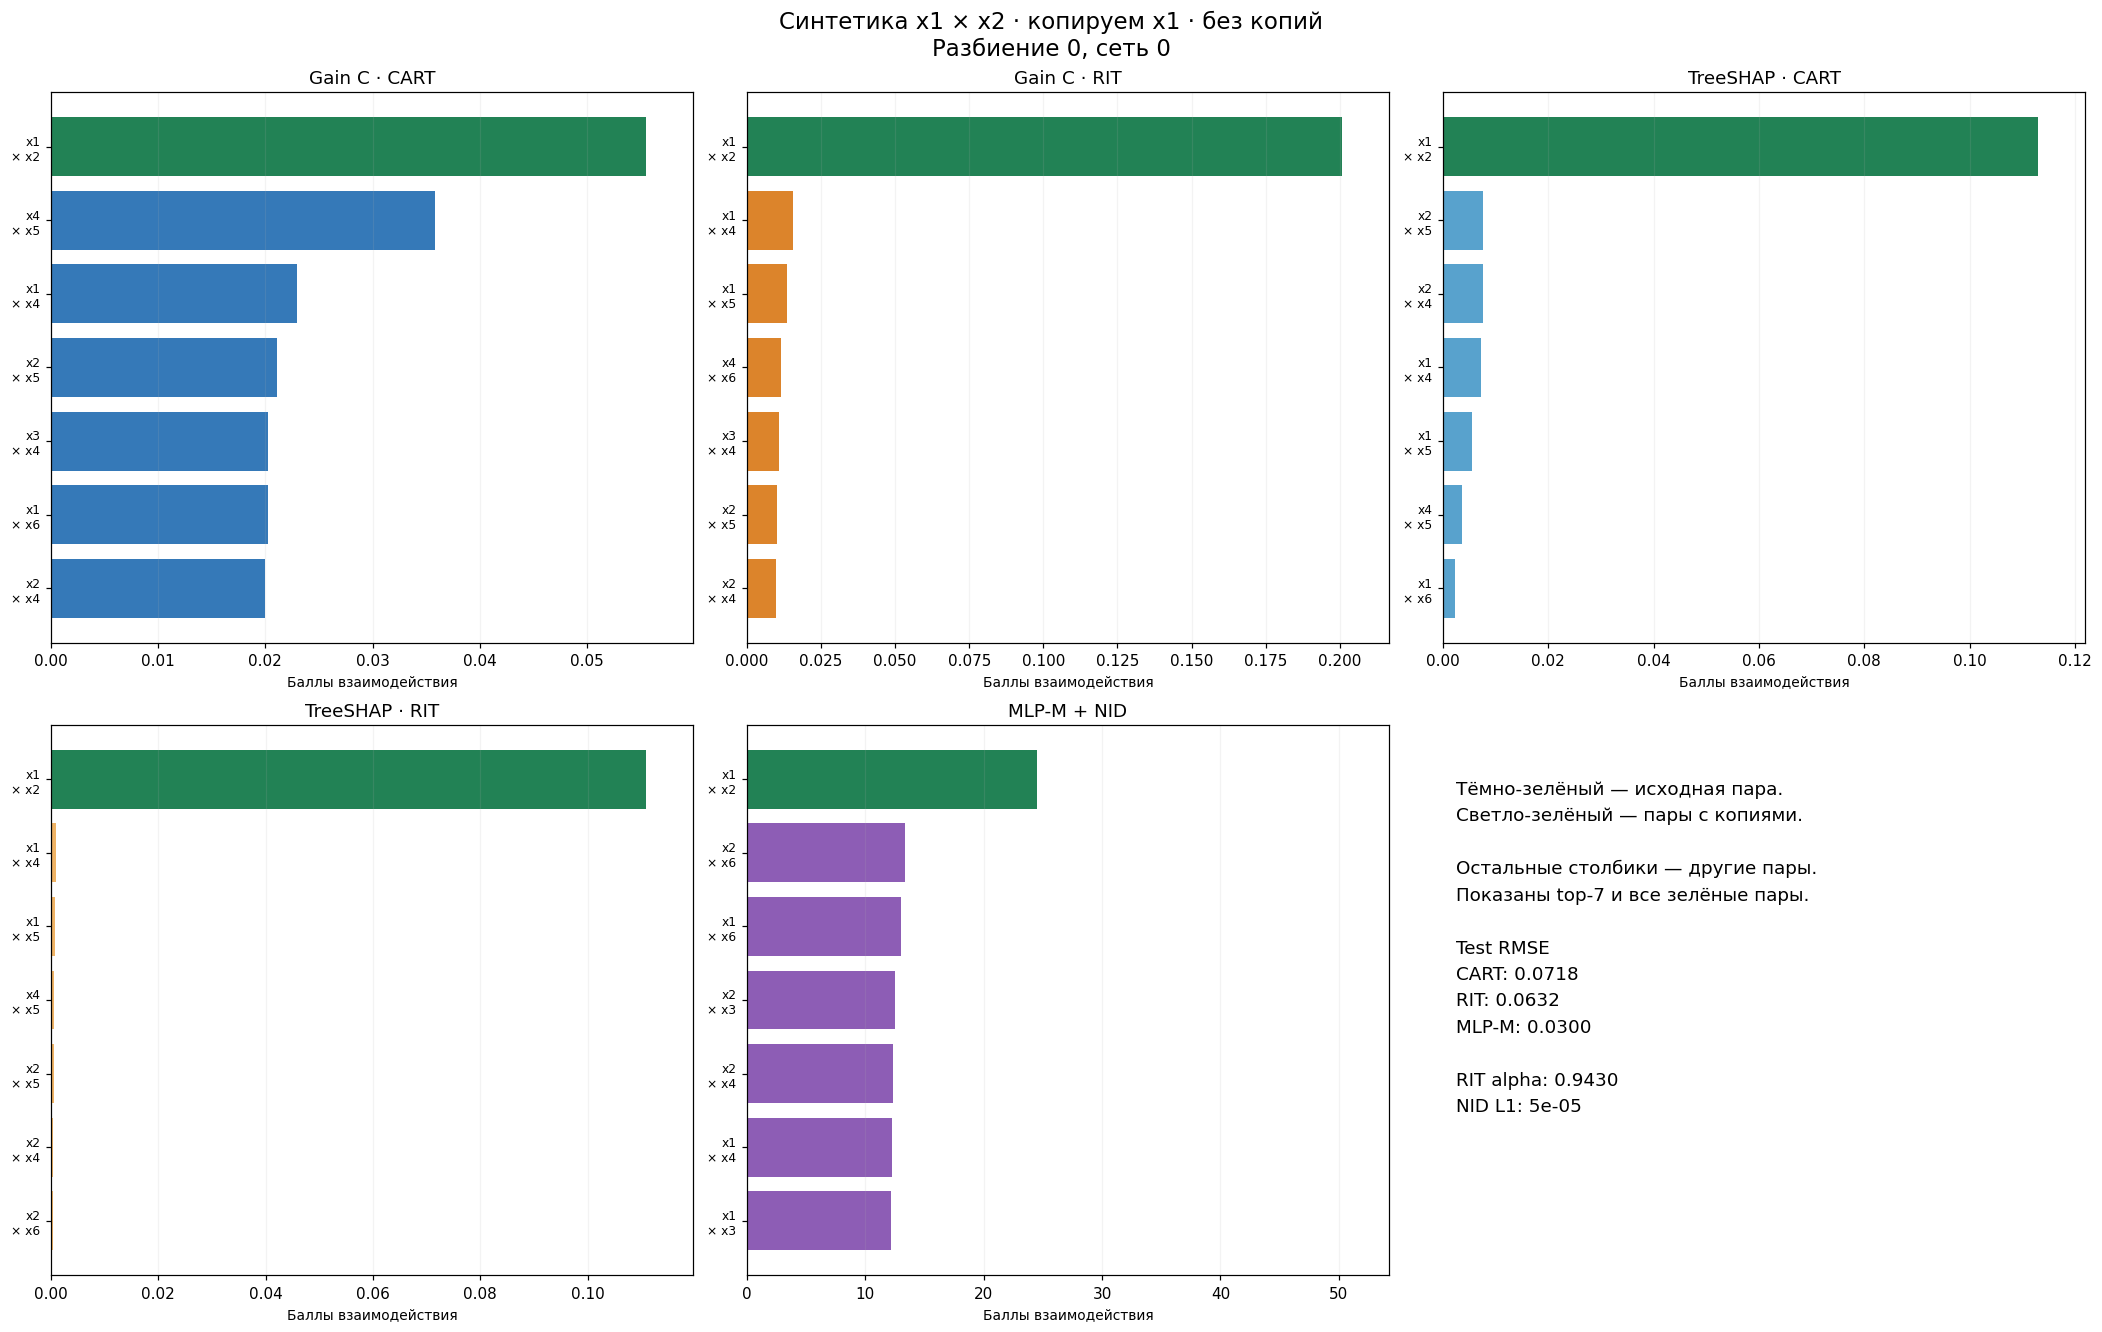 Синтетика x1 × x2 · копируем x1 · без копий
Разбиение 0, сеть 0
Gain C · CART
x1
× x2
x4
× x5
x1
× x4
x2
× x5
x3
× x4
x1
× x6
x2
× x4
0.00 0.01 0.02 0.03 0.04 0.05
Баллы взаимодействия
Gain C · RIT
x1
× x2
x1
× x4
x1
× x5
x4
× x6
x3
× x4
x2
× x5
x2
× x4
0.000 0.025 0.050 0.075 0.100 0.125 0.150 0.175 0.200
Баллы взаимодействия
TreeSHAP · CART
x1
× x2
x2
× x5
x2
× x4
x1
× x4
x1
× x5
x4
× x5
x1
× x6
0.00 0.02 0.04 0.06 0.08 0.10 0.12
Баллы взаимодействия
TreeSHAP · RIT
x1
× x2
x1
× x4
x1
× x5
x4
× x5
x2
× x5
x2
× x4
x2
× x6
0.00 0.02 0.04 0.06 0.08 0.10
Баллы взаимодействия
MLP-M + NID
x1
× x2
x2
× x6
x1
× x6
x2
× x3
x2
× x4
x1
× x4
x1
× x3
0 10 20 30 40 50
Баллы взаимодействия
Тёмно-зелёный — исходная пара.
Светло-зелёный — пары с копиями.
Остальные столбики — другие пары.
Показаны top-7 и все зелёные пары.
Test RMSE
CART: 0.0718
RIT: 0.0632
MLP-M: 0.0300
RIT alpha: 0.9430
NID L1: 5e-05